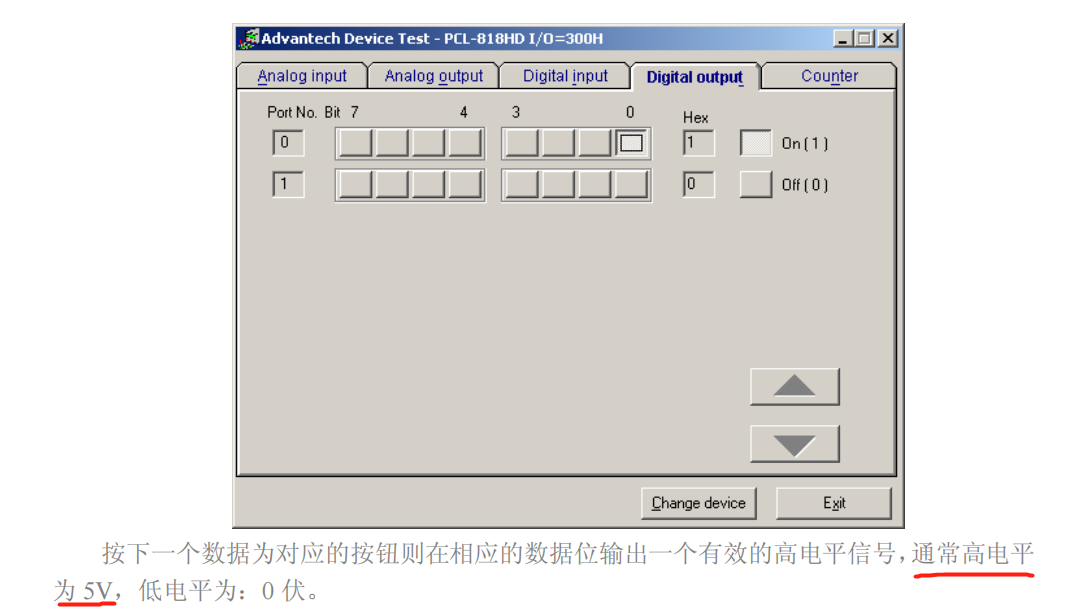 Advantech Device Test - PCL-818HD I/O=300H
Analog input Analog output Digital input Digital output Counter
Port No. Bit 7 4 3 0 Hex
0 1 On ( 1 )
1 0 Off ( 0 )
Change device Exit
按下一个数据为对应的按钮则在相应的数据位输出一个有效的高电平信号，通常高电平
为 5V，低电平为：0 伏。